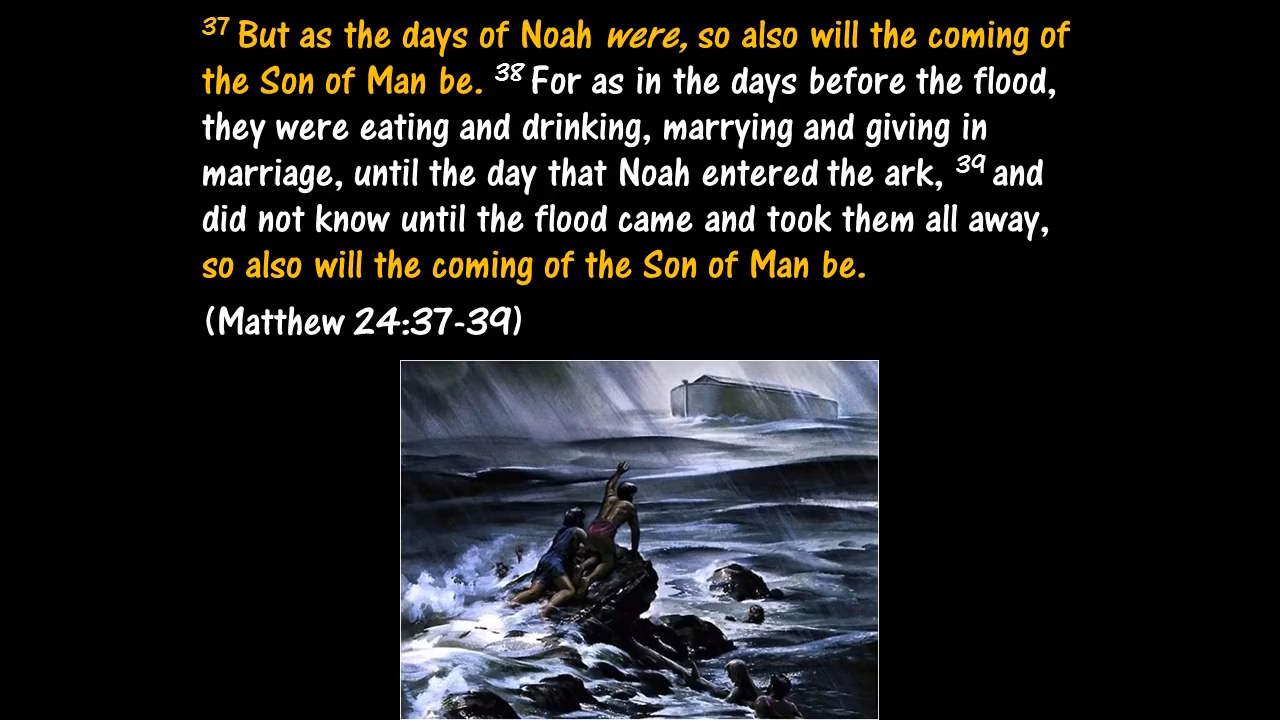 37 But as the days of Noah were, so also will the coming of
the Son of Man be. 38 For as in the days before the flood,
they were eating and drinking, marrying and giving in
marriage, until the day that Noah entered the ark, 39 and
did not know until the flood came and took them all away,
so also will the coming of the Son of Man be.
(Matthew 24:37-39)